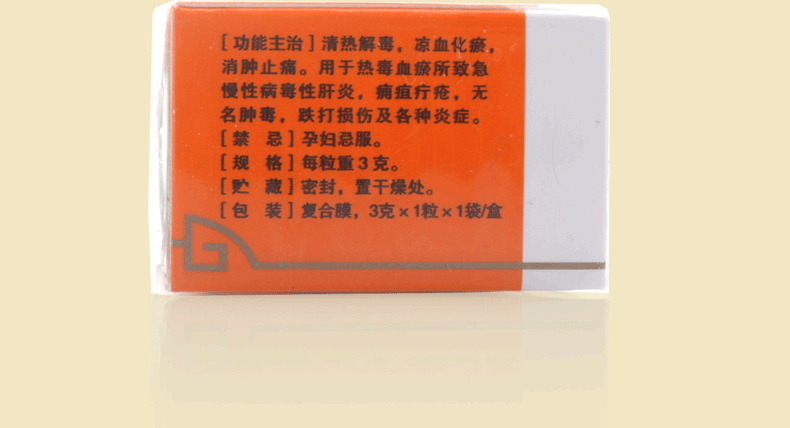 [功能主治]清热解毒，凉血化瘀，
消肿止痛。用于热毒血瘀所致急
慢性病毒性肝炎，痈疽疔疮，无
名肿毒，跌打损伤及各种炎症。
[禁 忌]孕妇忌服。
[规 格]每粒重3克。
[贮 藏]密封，置干燥处。
[包 装]复合膜，3克×1粒×1袋/盒